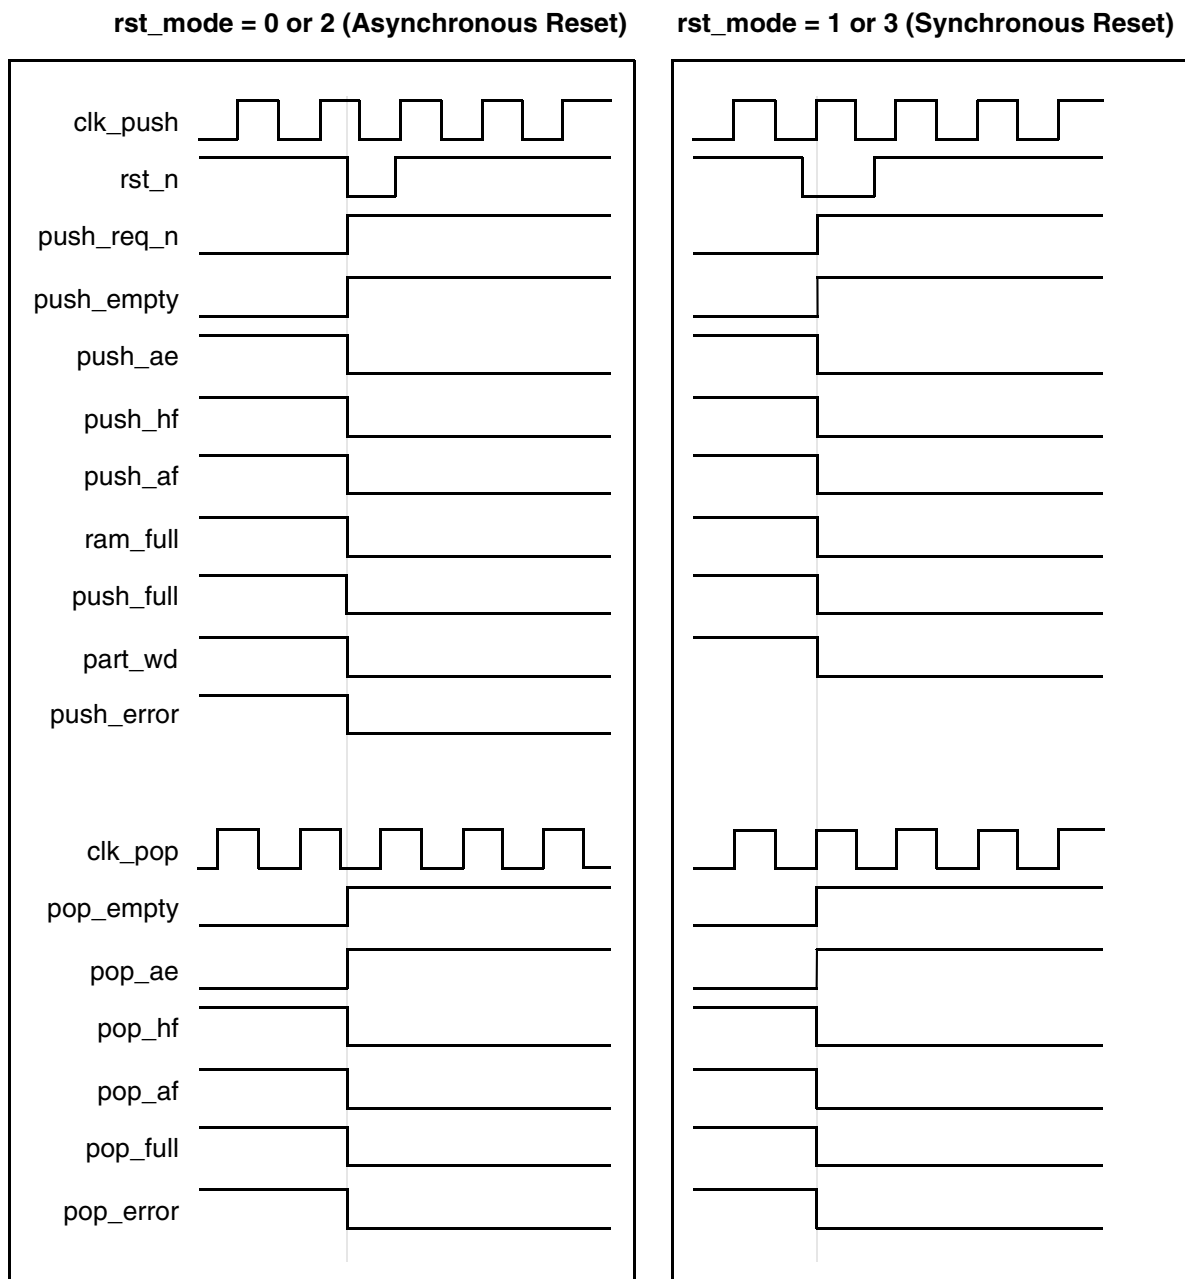 rst_mode = 0 or 2 (Asynchronous Reset)
rst_mode = 1 or 3 (Synchronous Reset)
clk_push
rst_n
push_req_n
push_empty
push_ae
push_hf
push_af
ram_full
push_full
part_wd
push_error
clk_pop
pop_empty
pop_ae
pop_hf
pop_af
pop_full
pop_error